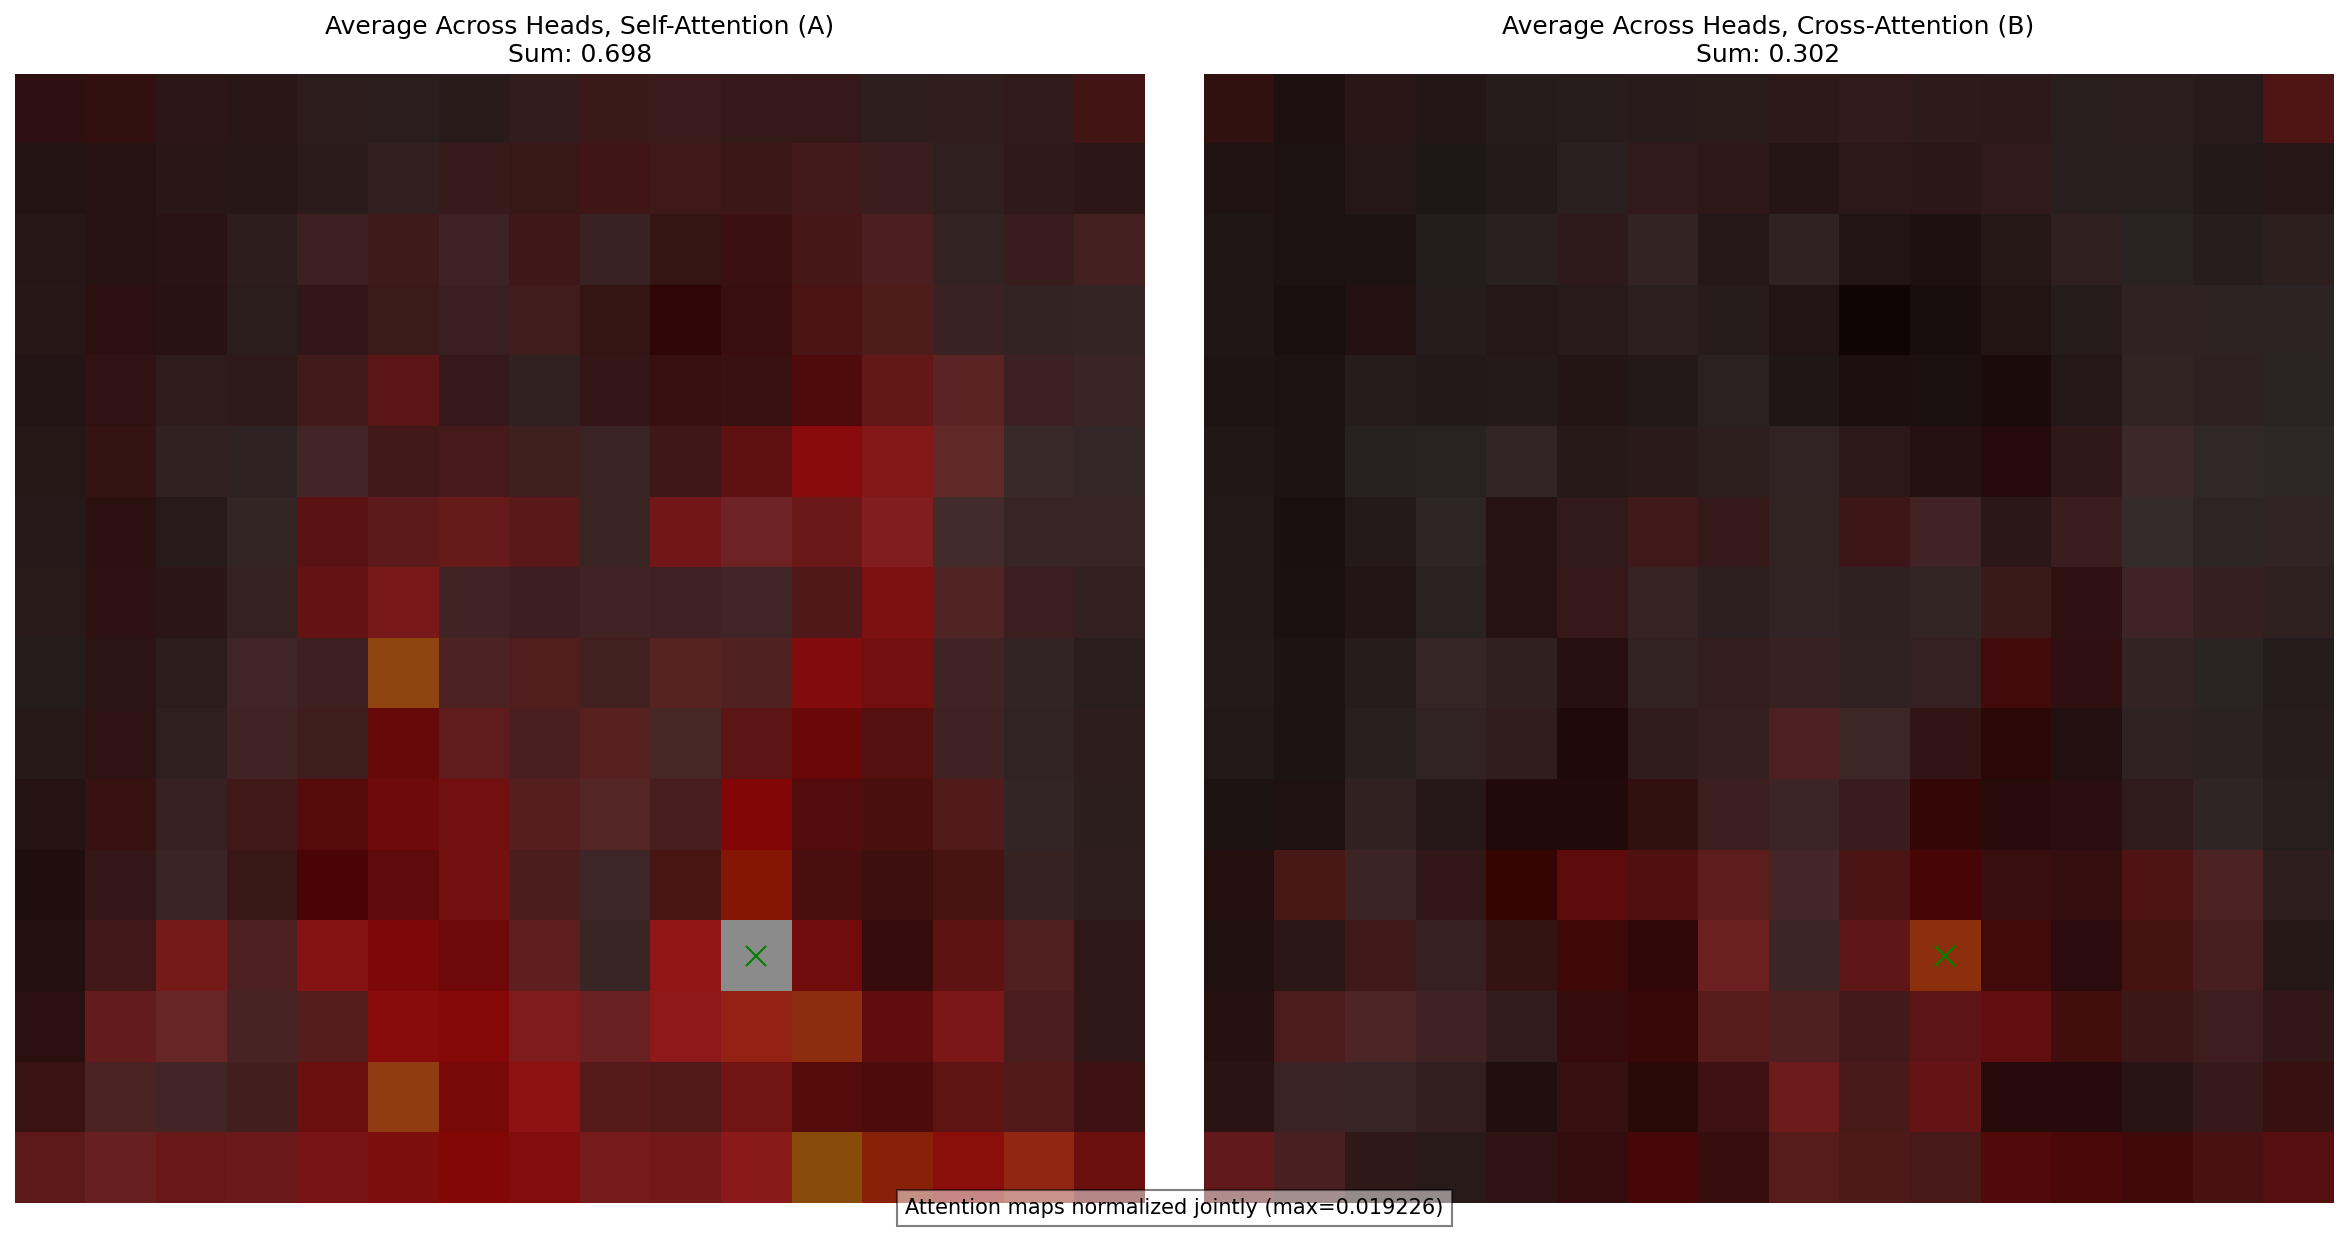 Average Across Heads, Self-Attention (A)
Sum: 0.698
Average Across Heads, Cross-Attention (B)
Sum: 0.302
Attention maps normalized jointly (max=0.019226)